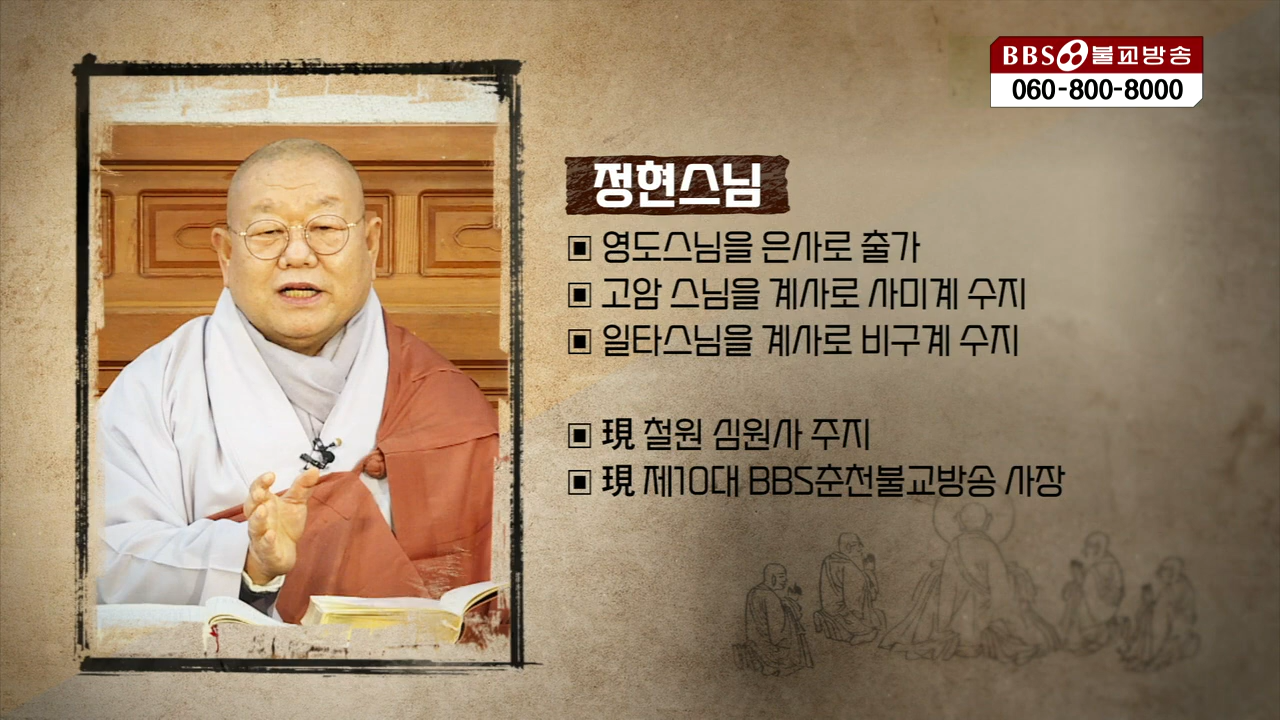 BBS 불교방송
060-800-8000
정현스님
▣ 영도스님을 은사로 출가
▣ 고암 스님을 계사로 사미계 수지
▣ 일타스님을 계사로 비구계 수지
▣ 現 철원 심원사 주지
▣ 現 제10대 BBS춘천불교방송 사장